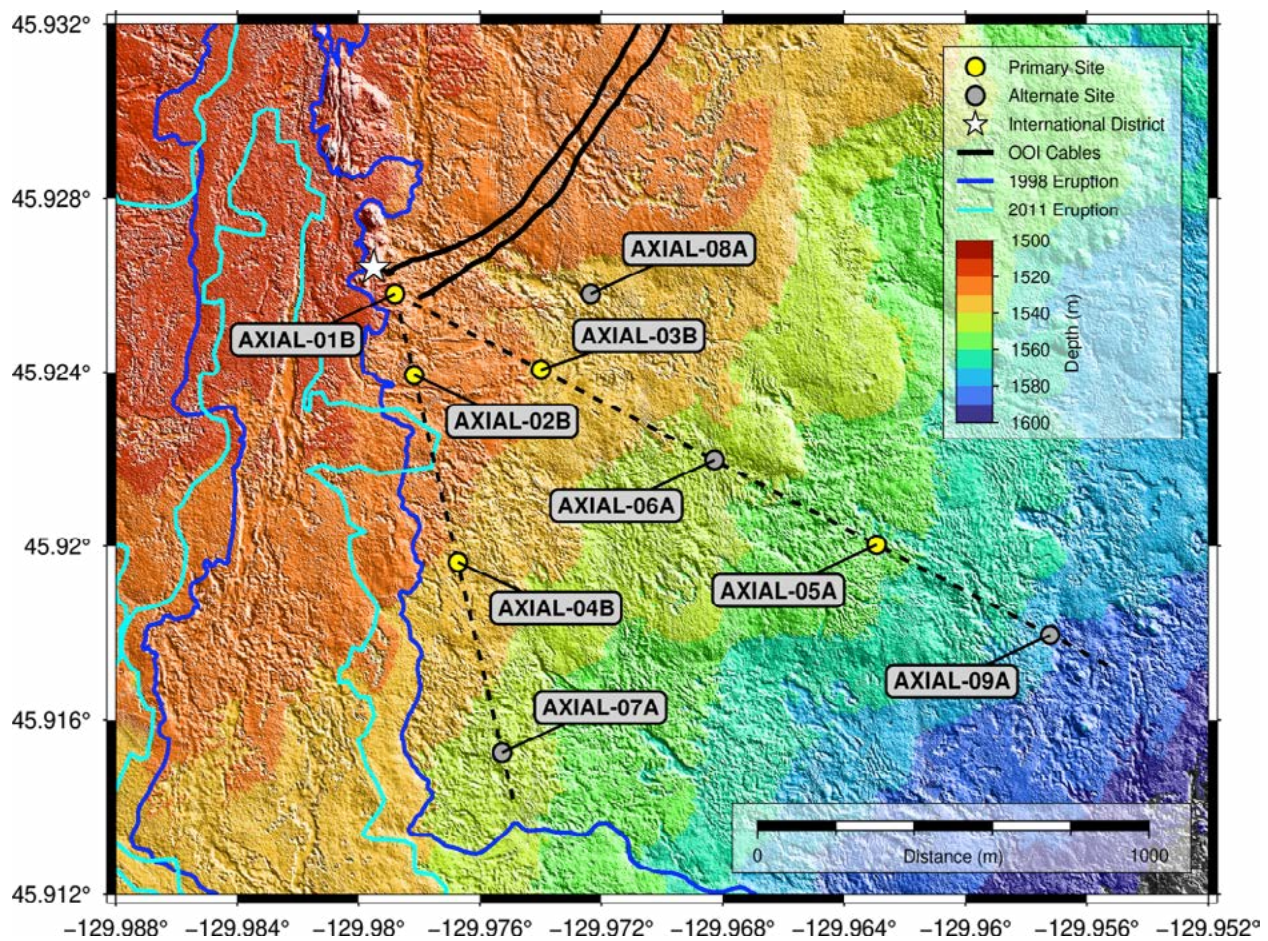 45.932°
45.928°
45.924°
45.92°
45.916°
45.912°
−129.988°
−129.984°
−129.98°
−129.976°
−129.972°
−129.968°
−129.964°
−129.96°
−129.956°
−129.952°
Primary Site
Alternate Site
International District
OOI Cables
1998 Eruption
2011 Eruption
1500
1520
1540
1560
1580
1600
Depth (m)
AXIAL-08A
AXIAL-03B
AXIAL-01B
AXIAL-02B
AXIAL-06A
AXIAL-05A
AXIAL-04B
AXIAL-09A
AXIAL-07A
0
Distance (m)
1000